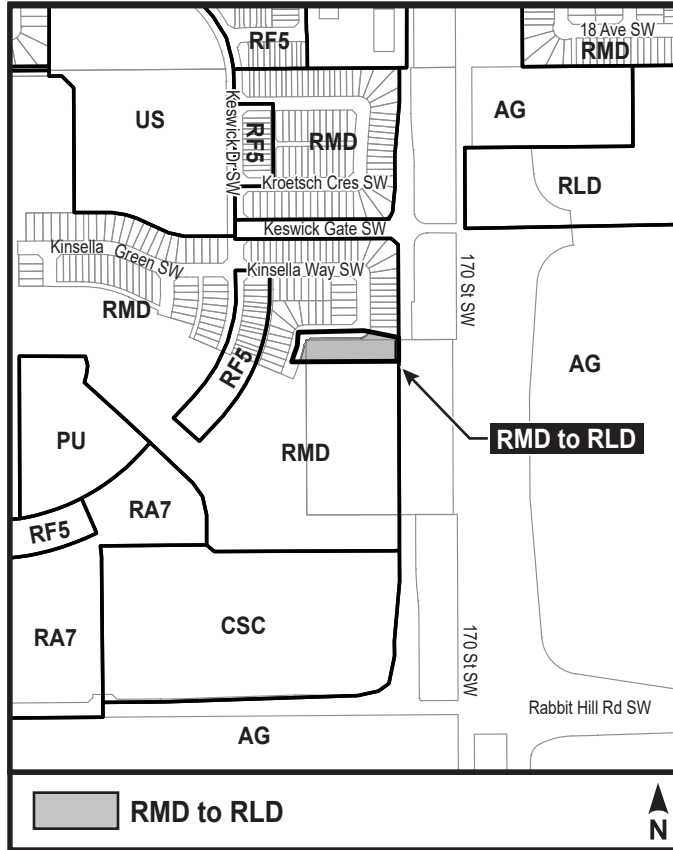 18 Ave SW
RF5
RMD
US
Keswick Dr SW
RF5
RMD
AG
Kroetsch Cres SW
RLD
Keswick Gate SW
Kinsella Green SW
Kinsella Way SW
170 St SW
RMD
RF5
AG
RMD to RLD
PU
RMD
RA7
RF5
RA7
CSC
170 St SW
Rabbit Hill Rd SW
AG
RMD to RLD
N